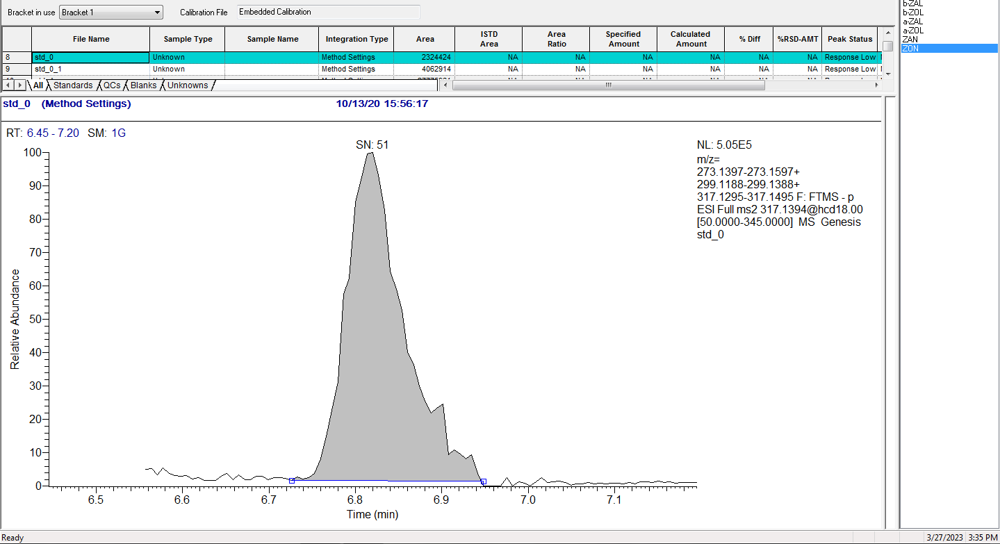 Bracket in use Bracket 1 Calibration File Embedded Calibration
File Name Sample Type Sample Name Integration Type Area ISTD Area Area Ratio Specified Amount Calculated Amount % Diff %RSD-AMT Peak Status
8 std_0 Unknown Method Settings 2324424 NA NA NA NA NA NA Response Low
9 std_0_1 Unknown Method Settings 4062914 NA NA NA NA NA NA Response Low
All Standards QCs Blanks Unknowns
std_0 (Method Settings) 10/13/20 15:56:17
RT: 6.45 - 7.20 SM: 1G
SN: 51
NL: 5.05E5
m/z=
273.1397-273.1597+
299.1188-299.1388+
317.1295-317.1495 F: FTMS - p
ESI Full ms2 317.1394@hcd18.00
[50.0000-345.0000] MS Genesis
std_0
100
90
80
70
60
50
40
30
20
10
0
Relative Abundance
6.5 6.6 6.7 6.8 6.9 7.0 7.1
Time (min)
b-ZAL
b-ZOL
a-ZAL
a-ZOL
ZAN
ZON
Ready 3/27/2023 3:35 PM